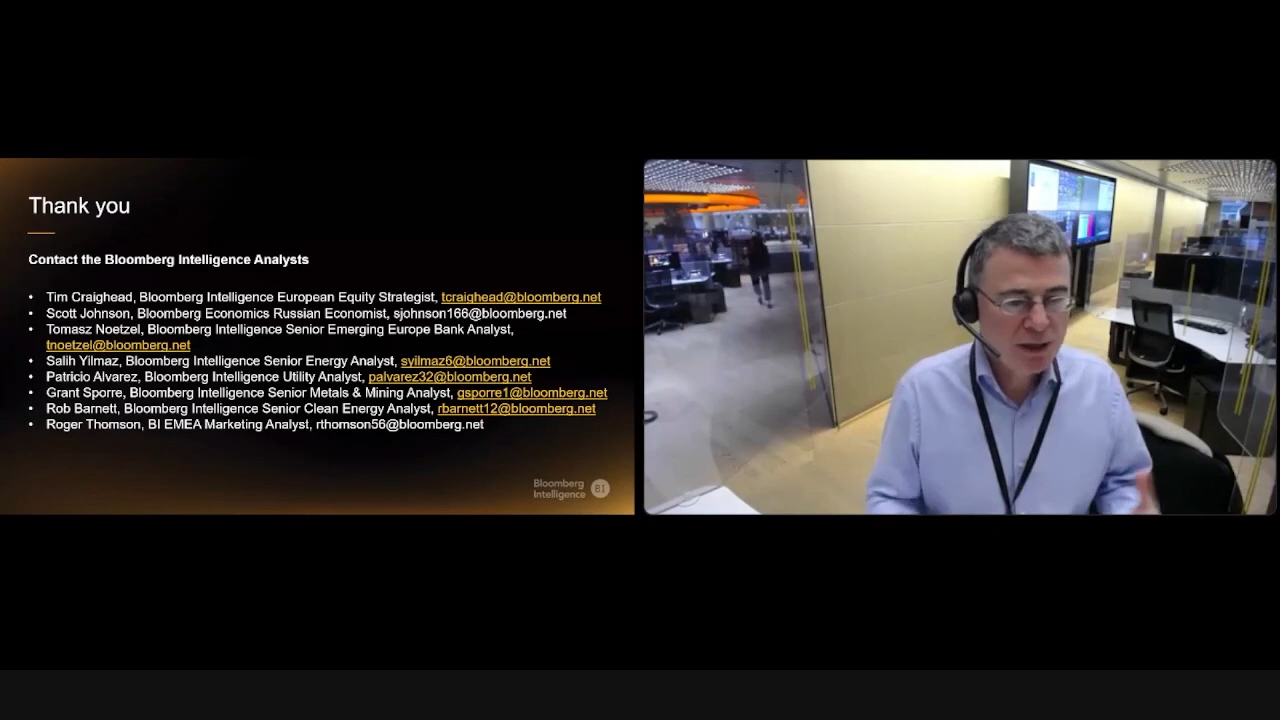 Thank you
Contact the Bloomberg Intelligence Analysts
• Tim Craighead, Bloomberg Intelligence European Equity Strategist, tcraighead@bloomberg.net
• Scott Johnson, Bloomberg Economics Russian Economist, sjohnson166@bloomberg.net
• Tomasz Noetzel, Bloomberg Intelligence Senior Emerging Europe Bank Analyst,
tnoetzel@bloomberg.net
• Salih Yilmaz, Bloomberg Intelligence Senior Energy Analyst, syilmaz6@bloomberg.net
• Patricio Alvarez, Bloomberg Intelligence Utility Analyst, palvarez32@bloomberg.net
• Grant Sporre, Bloomberg Intelligence Senior Metals & Mining Analyst, gsporre1@bloomberg.net
• Rob Barnett, Bloomberg Intelligence Senior Clean Energy Analyst, rbarnett12@bloomberg.net
• Roger Thomson, BI EMEA Marketing Analyst, rthomson56@bloomberg.net
Bloomberg
Intelligence BI